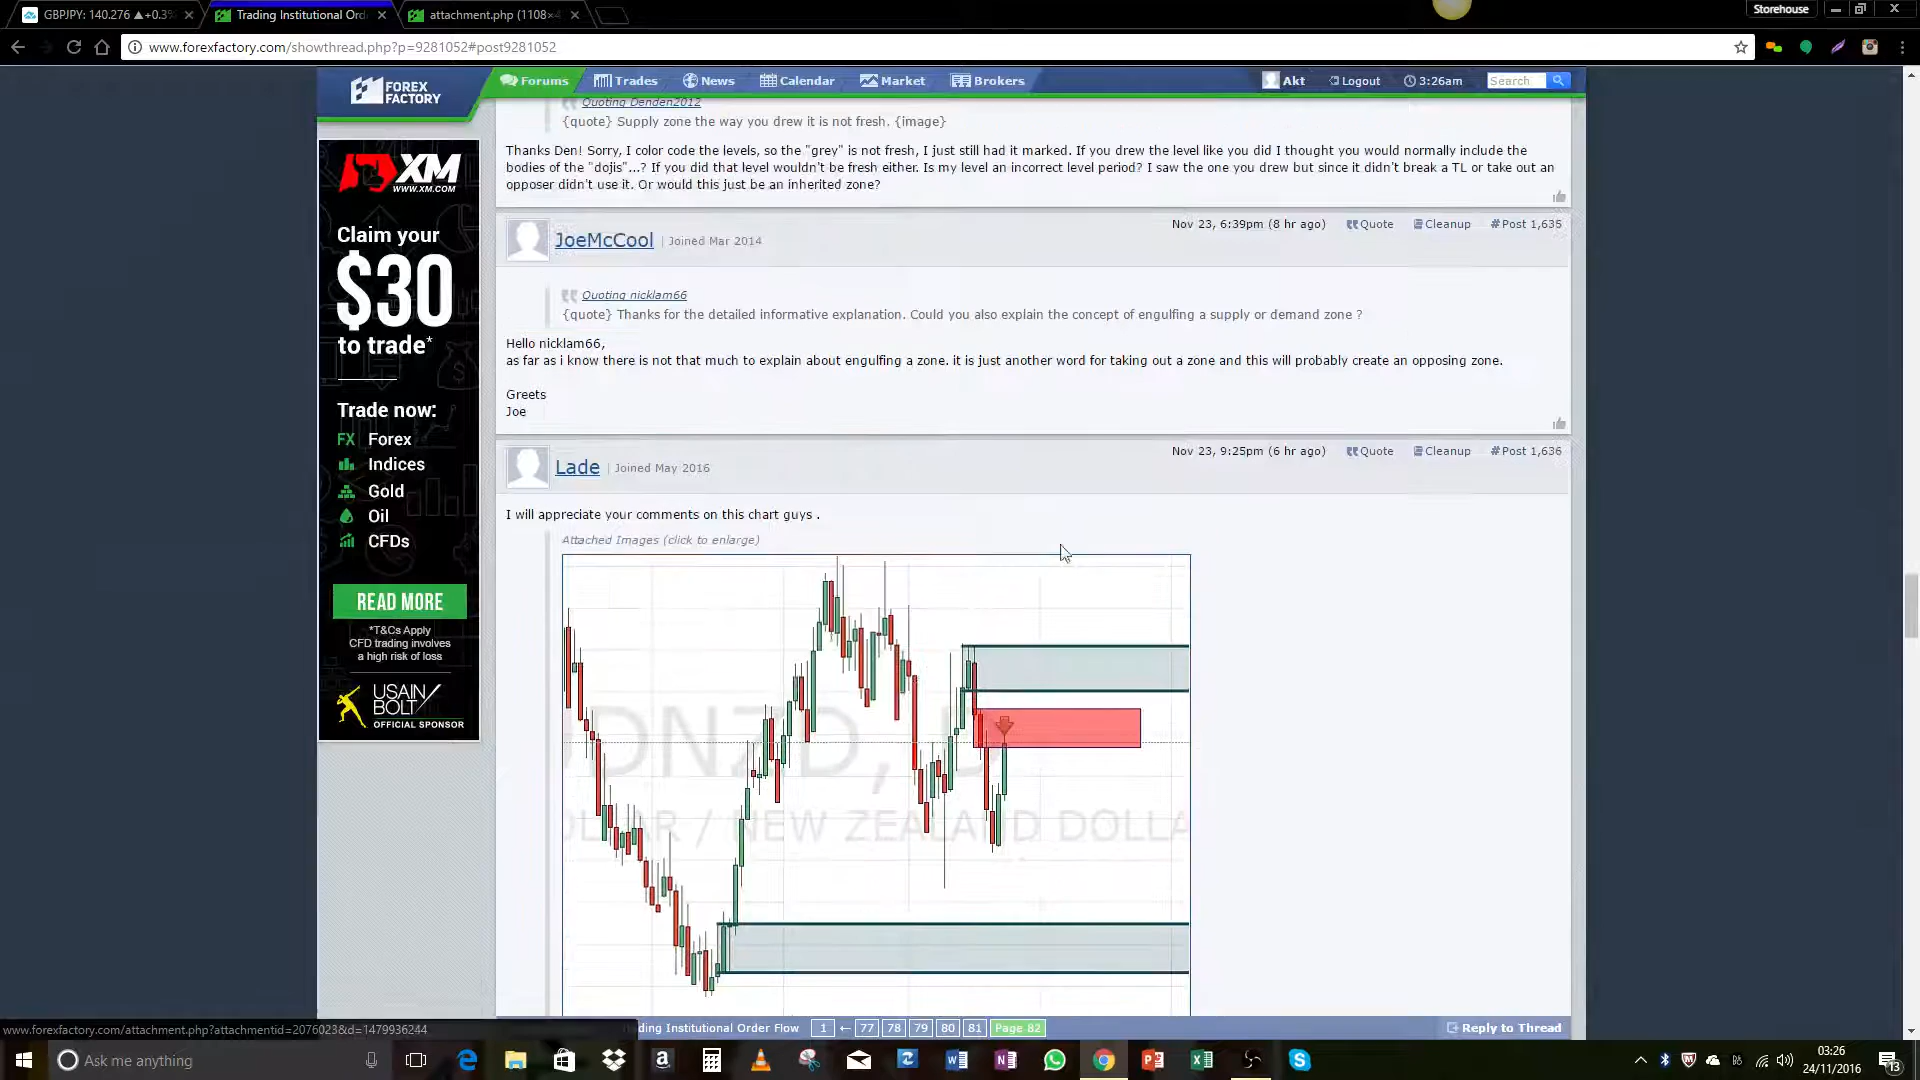 GBPJPY: 140.276 ▲+0.3%
Trading Institutional Ord
attachment.php (1108×
Storehouse
www.forexfactory.com/showthread.php?p=9281052#post9281052
FOREX
FACTORY
Forums
Trades
News
Calendar
Market
Brokers
Akt
Logout
3:26am
Search
Quoting Denden2012
{quote} Supply zone the way you drew it is not fresh. {image}
Thanks Den! Sorry, I color code the levels, so the "grey" is not fresh, I just still had it marked. If you drew the level like you did I thought you would normally include the
bodies of the "dojis"...? If you did that level wouldn't be fresh either. Is my level an incorrect level period? I saw the one you drew but since it didn't break a TL or take out an
opposer didn't use it. Or would this just be an inherited zone?
XM
WWW.XM.COM
Claim your
$30
to trade*
Trade now:
FX Forex
Indices
Gold
Oil
CFDs
READ MORE
*T&Cs Apply
CFD trading involves
a high risk of loss
USAIN/
BOLT/
OFFICIAL SPONSOR
JoeMcCool | Joined Mar 2014
Nov 23, 6:39pm (8 hr ago)
Quote
Cleanup
#Post 1,635
Quoting nicklam66
{quote} Thanks for the detailed informative explanation. Could you also explain the concept of engulfing a supply or demand zone ?
Hello nicklam66,
as far as i know there is not that much to explain about engulfing a zone. it is just another word for taking out a zone and this will probably create an opposing zone.
Greets
Joe
Lade | Joined May 2016
Nov 23, 9:25pm (6 hr ago)
Quote
Cleanup
#Post 1,636
I will appreciate your comments on this chart guys .
Attached Images (click to enlarge)
DNZD, D
OLLAR / NEW ZEALAND DOLLA
www.forexfactory.com/attachment.php?attachmentid=2076023&d=1479936244
ding Institutional Order Flow
1 ← 77 78 79 80 81 Page 82
Reply to Thread
Ask me anything
03:26
24/11/2016
13